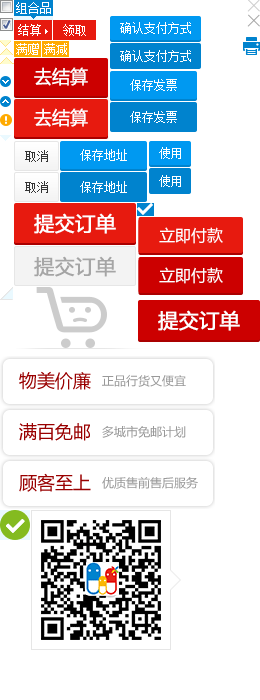 组合品
结算 领取 确认支付方式
满赠 满减 确认支付方式
去结算 保存发票
去结算 保存发票
取消 保存地址 使用
取消 保存地址 使用
提交订单
立即付款
提交订单
立即付款
提交订单
物美价廉 正品行货又便宜
满百免邮 多城市免邮计划
顾客至上 优质售前售后服务